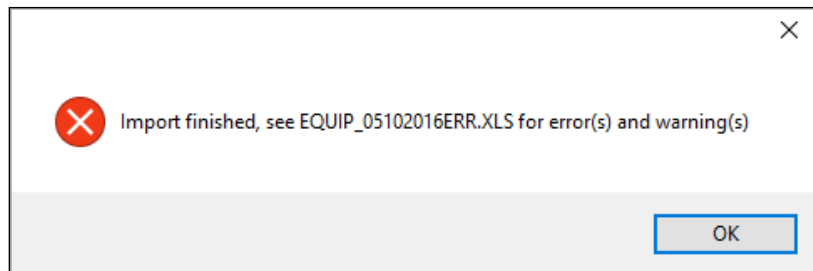 Import finished, see EQUIP_05102016ERR.XLS for error(s) and warning(s)
OK